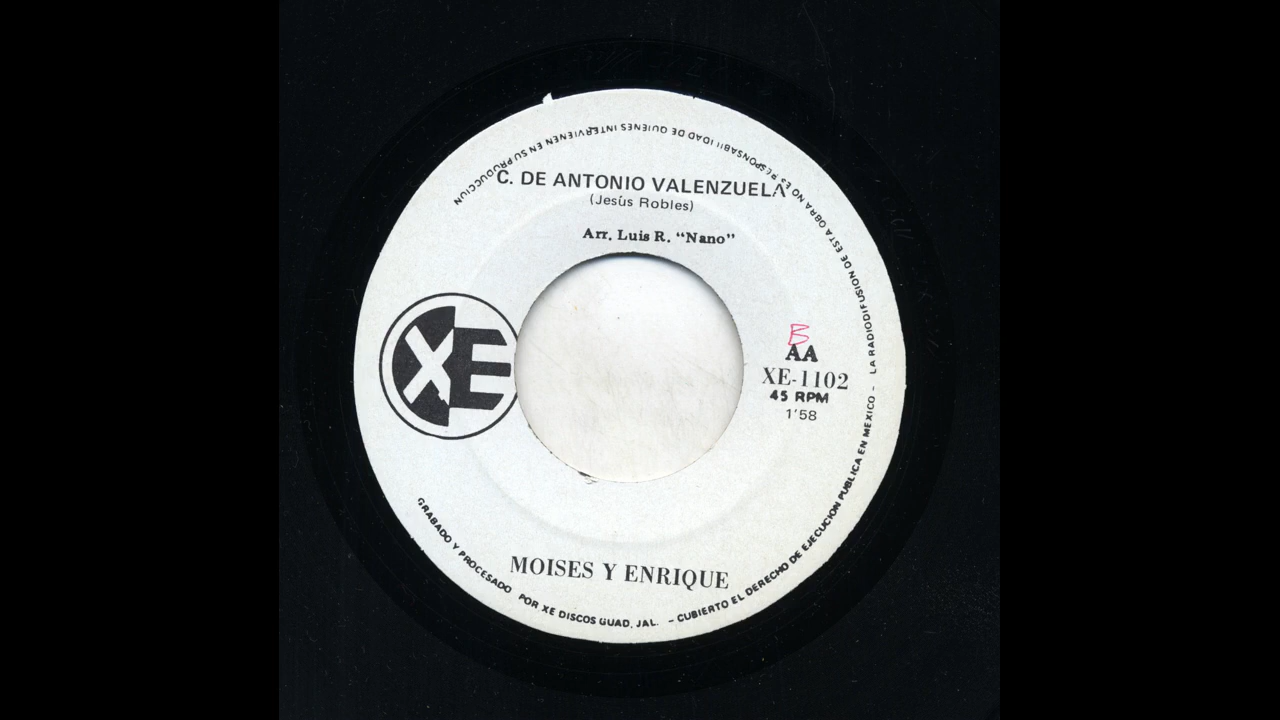 C. DE ANTONIO VALENZUELA
(Jesús Robles)
Arr. Luis R. “Nano”
XE
B
AA
XE-1102
45 RPM
1'58
MOISES Y ENRIQUE
GRABADO Y PROCESADO POR XE DISCOS GUAD, JAL. - CUBIERTO EL DERECHO DE EJECUCION PUBLICA EN MEXICO - LA RADIODIFUSION DE ESTA OBRA NO ES RESPONSABILIDAD DE QUIENES INTERVIENEN EN SU PRODUCCION